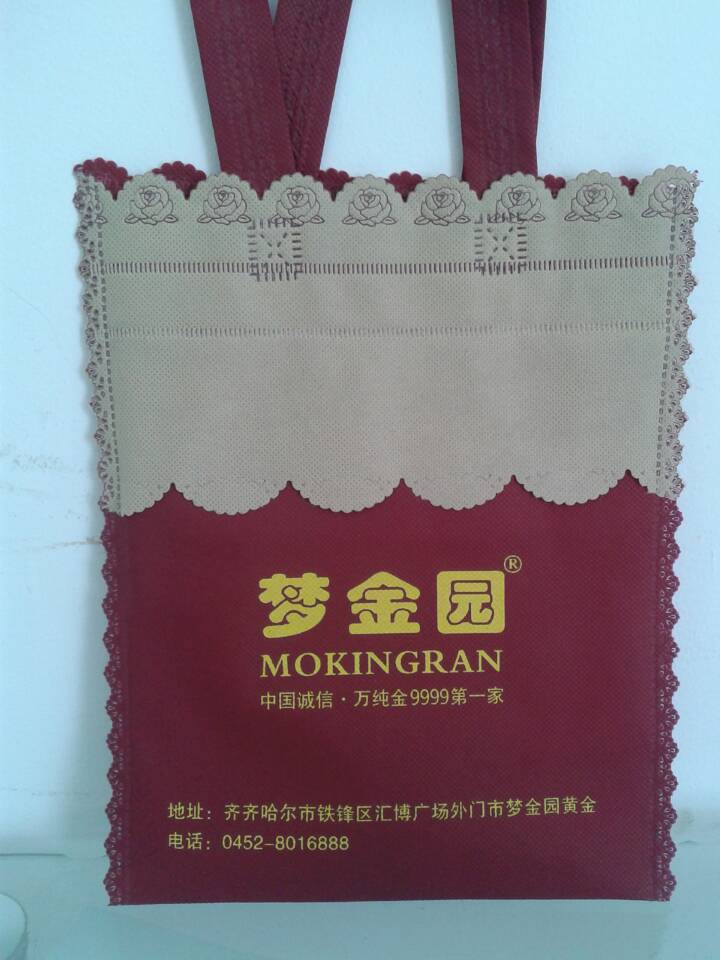 梦金园®
MOKINGRAN
中国诚信·万纯金9999第一家
地址：齐齐哈尔市铁锋区汇博广场外门市梦金园黄金
电话：0452-8016888